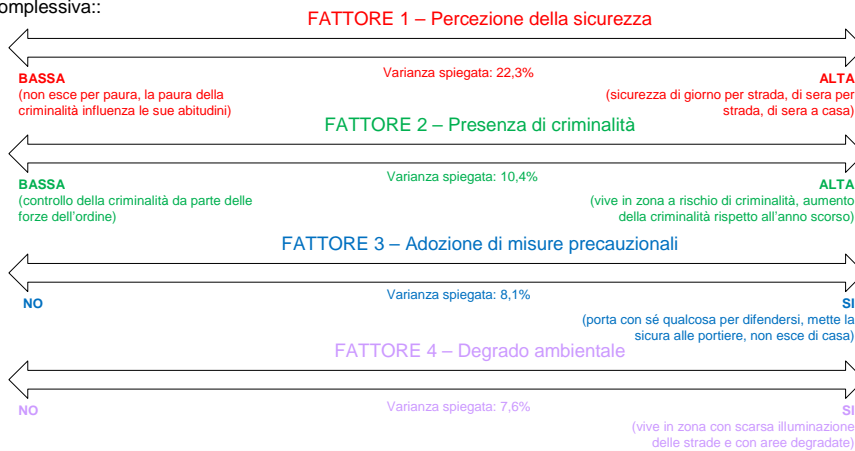 omplessiva::
FATTORE 1 – Percezione della sicurezza
Varianza spiegata: 22,3%
BASSA
(non esce per paura, la paura della
criminalità influenza le sue abitudini)
ALTA
(sicurezza di giorno per strada, di sera per
strada, di sera a casa)
FATTORE 2 – Presenza di criminalità
Varianza spiegata: 10,4%
BASSA
(controllo della criminalità da parte delle
forze dell'ordine)
ALTA
(vive in zona a rischio di criminalità, aumento
della criminalità rispetto all'anno scorso)
FATTORE 3 – Adozione di misure precauzionali
Varianza spiegata: 8,1%
NO
SI
(porta con sé qualcosa per difendersi, mette la
sicura alle portiere, non esce di casa)
FATTORE 4 – Degrado ambientale
Varianza spiegata: 7,6%
NO
SI
(vive in zona con scarsa illuminazione
delle strade e con aree degradate)